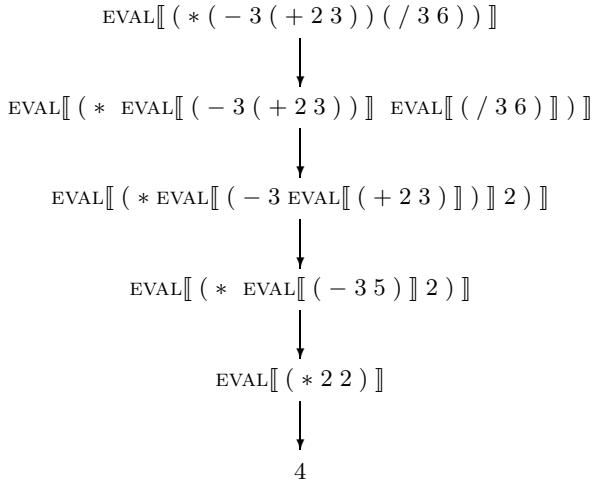 EVAL⟦ ( ∗ ( − 3 ( + 2 3 ) ) ( / 3 6 ) ) ⟧
EVAL⟦ ( ∗ EVAL⟦ ( − 3 ( + 2 3 ) ) ⟧ EVAL⟦ ( / 3 6 ) ⟧ ) ⟧
EVAL⟦ ( ∗ EVAL⟦ ( − 3 EVAL⟦ ( + 2 3 ) ⟧ ) ⟧ 2 ) ⟧
EVAL⟦ ( ∗ EVAL⟦ ( − 3 5 ) ⟧ 2 ) ⟧
EVAL⟦ ( ∗ 2 2 ) ⟧
4